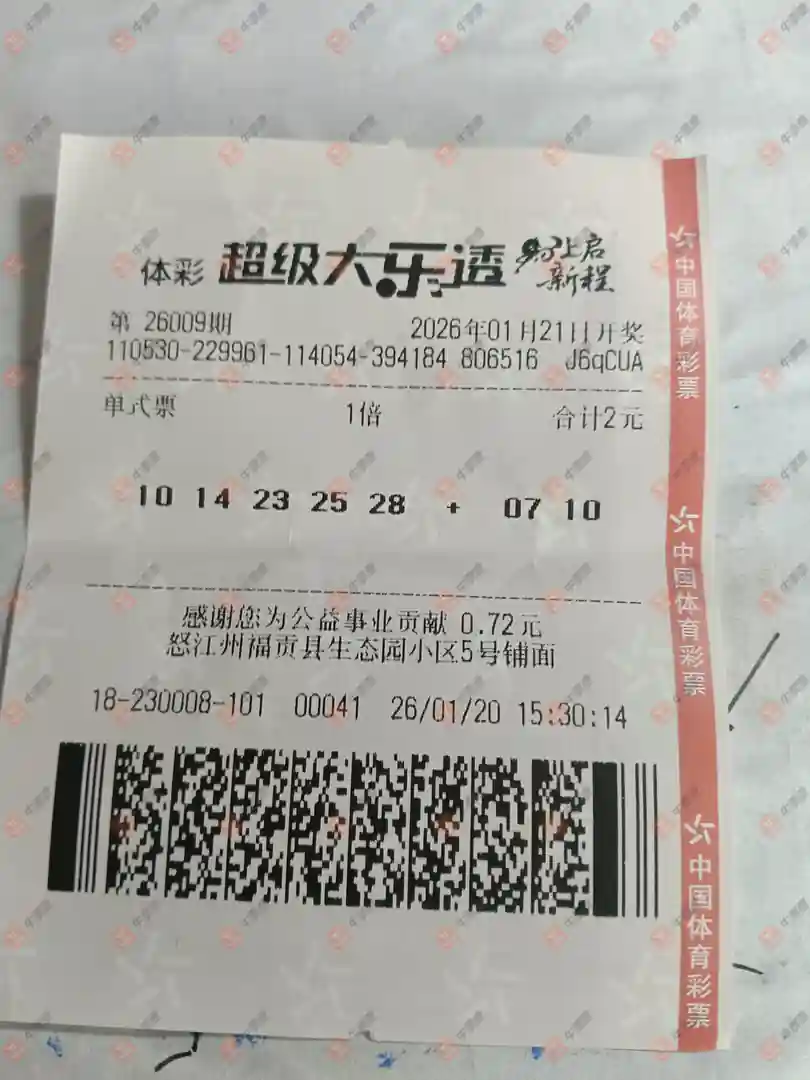 体彩 超级大乐透 马上启
新程
第 26009期 2026年01月21日开奖
110530-229961-114054-394184 806516 J6qCUA
单式票 1倍 合计2元
10 14 23 25 28 + 07 10
感谢您为公益事业贡献 0.72元
怒江州福贡县生态园小区5号铺面
18-230008-101 00041 26/01/20 15:30:14
中国体育彩票
中国体育彩票
中国体育彩票